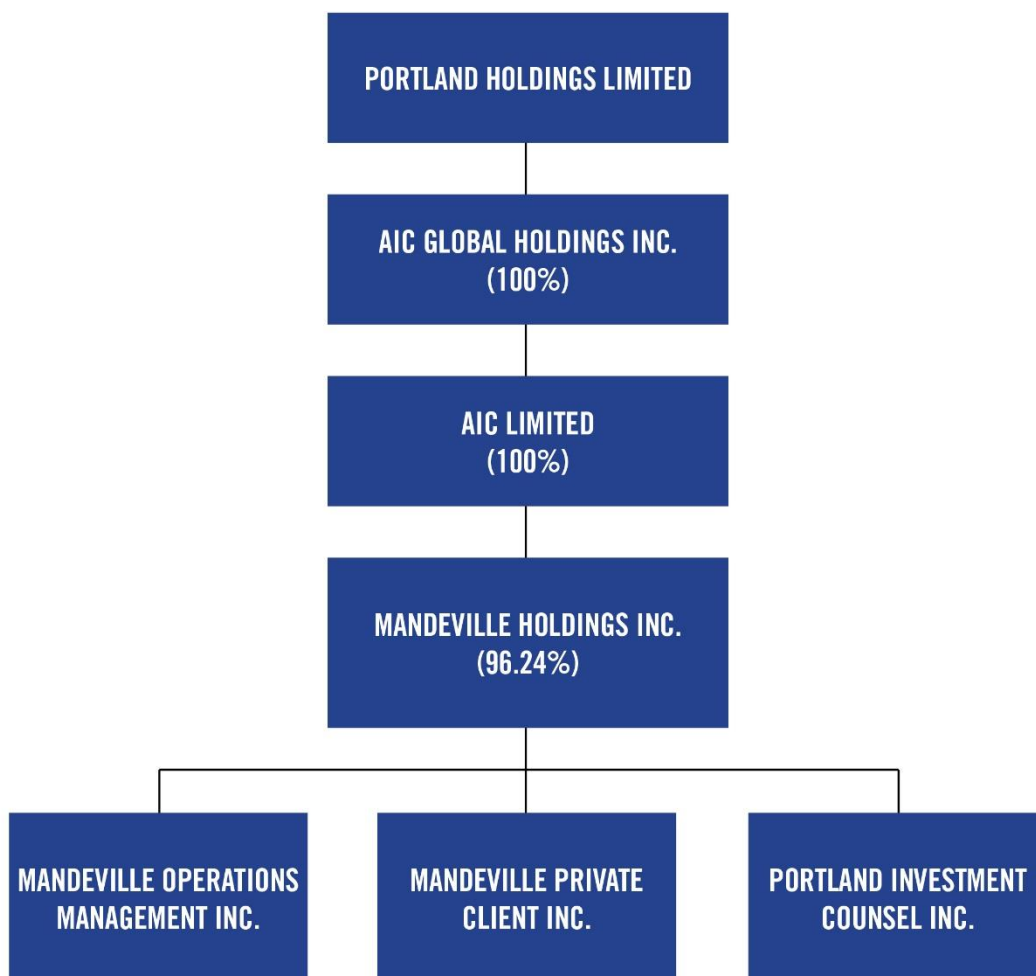 PORTLAND HOLDINGS LIMITED
AIC GLOBAL HOLDINGS INC.
(100%)
AIC LIMITED
(100%)
MANDEVILLE HOLDINGS INC.
(96.24%)
MANDEVILLE OPERATIONS
MANAGEMENT INC.
MANDEVILLE PRIVATE
CLIENT INC.
PORTLAND INVESTMENT
COUNSEL INC.